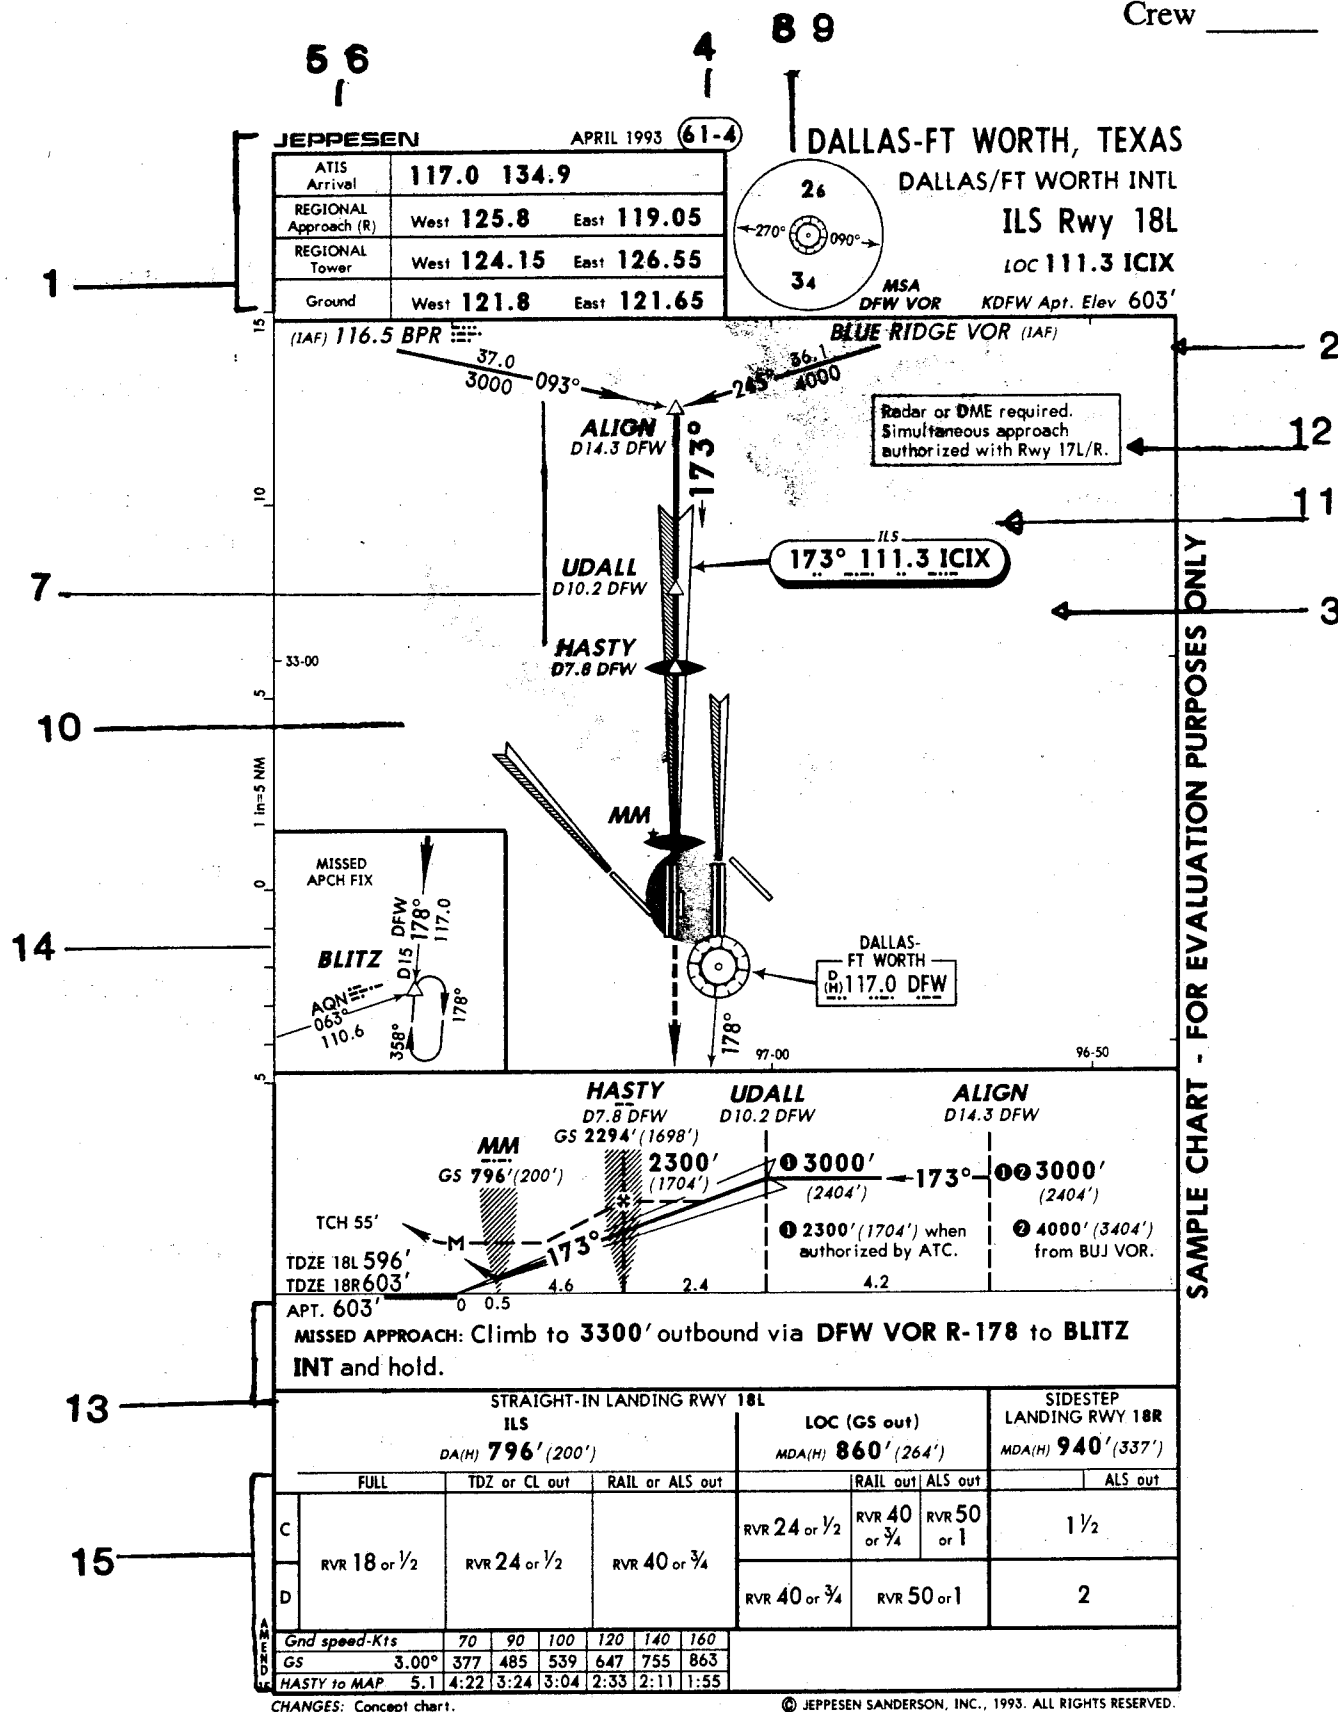 Crew
5 6
4
8 9
JEPPESEN APRIL 1993 61-4 DALLAS-FT WORTH, TEXAS
DALLAS/FT WORTH INTL
ILS Rwy 18L
LOC 111.3 ICIX
KDFW Apt. Elev 603'
ATIS Arrival 117.0 134.9
REGIONAL Approach (R) West 125.8 East 119.05
REGIONAL Tower West 124.15 East 126.55
Ground West 121.8 East 121.65
26
270° 090°
34
MSA
DFW VOR
1
2
12
11
3
7
10
14
13
15
15
10
5
0
5
1 in=5 NM
(IAF) 116.5 BPR
BLUE RIDGE VOR (IAF)
37.0
3000 093°
36.1
245° 4000
ALIGN
D14.3 DFW
173°
Radar or DME required.
Simultaneous approach
authorized with Rwy 17L/R.
ILS
173° 111.3 ICIX
UDALL
D10.2 DFW
HASTY
D7.8 DFW
33-00
MM
MISSED
APCH FIX
D15 DFW
178°
117.0
BLITZ
AQN
063°
110.6
358°
178°
DALLAS-
FT WORTH
D
(H) 117.0 DFW
178°
97-00
96-50
SAMPLE CHART - FOR EVALUATION PURPOSES ONLY
HASTY UDALL ALIGN
D7.8 DFW D10.2 DFW D14.3 DFW
GS 2294'(1698')
MM
GS 796'(200')
2300'
(1704')
❶ 3000'
(2404')
173°
❶❷ 3000'
(2404')
❶ 2300'(1704') when
authorized by ATC.
❷ 4000'(3404')
from BUJ VOR.
TCH 55'
M
173°
TDZE 18L 596'
TDZE 18R 603'
APT. 603'
0 0.5 4.6 2.4 4.2
MISSED APPROACH: Climb to 3300' outbound via DFW VOR R-178 to BLITZ
INT and hold.
STRAIGHT-IN LANDING RWY 18L
ILS
DA(H) 796'(200')
LOC (GS out)
MDA(H) 860'(264')
SIDESTEP
LANDING RWY 18R
MDA(H) 940'(337')
FULL TDZ or CL out RAIL or ALS out RAIL out ALS out ALS out
C
D
RVR 18 or ½ RVR 24 or ½ RVR 40 or ¾
RVR 24 or ½ RVR 40 or ¾ RVR 50 or 1 1½
RVR 40 or ¾ RVR 50 or 1 2
Gnd speed-Kts 70 90 100 120 140 160
GS 3.00° 377 485 539 647 755 863
HASTY to MAP 5.1 4:22 3:24 3:04 2:33 2:11 1:55
AMEND
CHANGES: Concept chart.
© JEPPESEN SANDERSON, INC., 1993. ALL RIGHTS RESERVED.